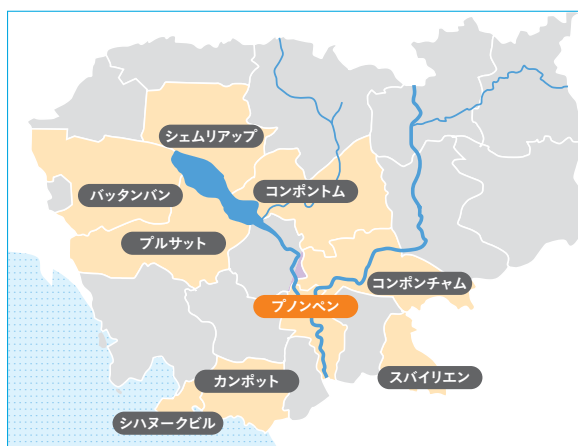 シェムリアップ
バッタンバン
コンポントム
プルサット
コンポンチャム
プノンペン
カンポット
スバイリエン
シハヌークビル